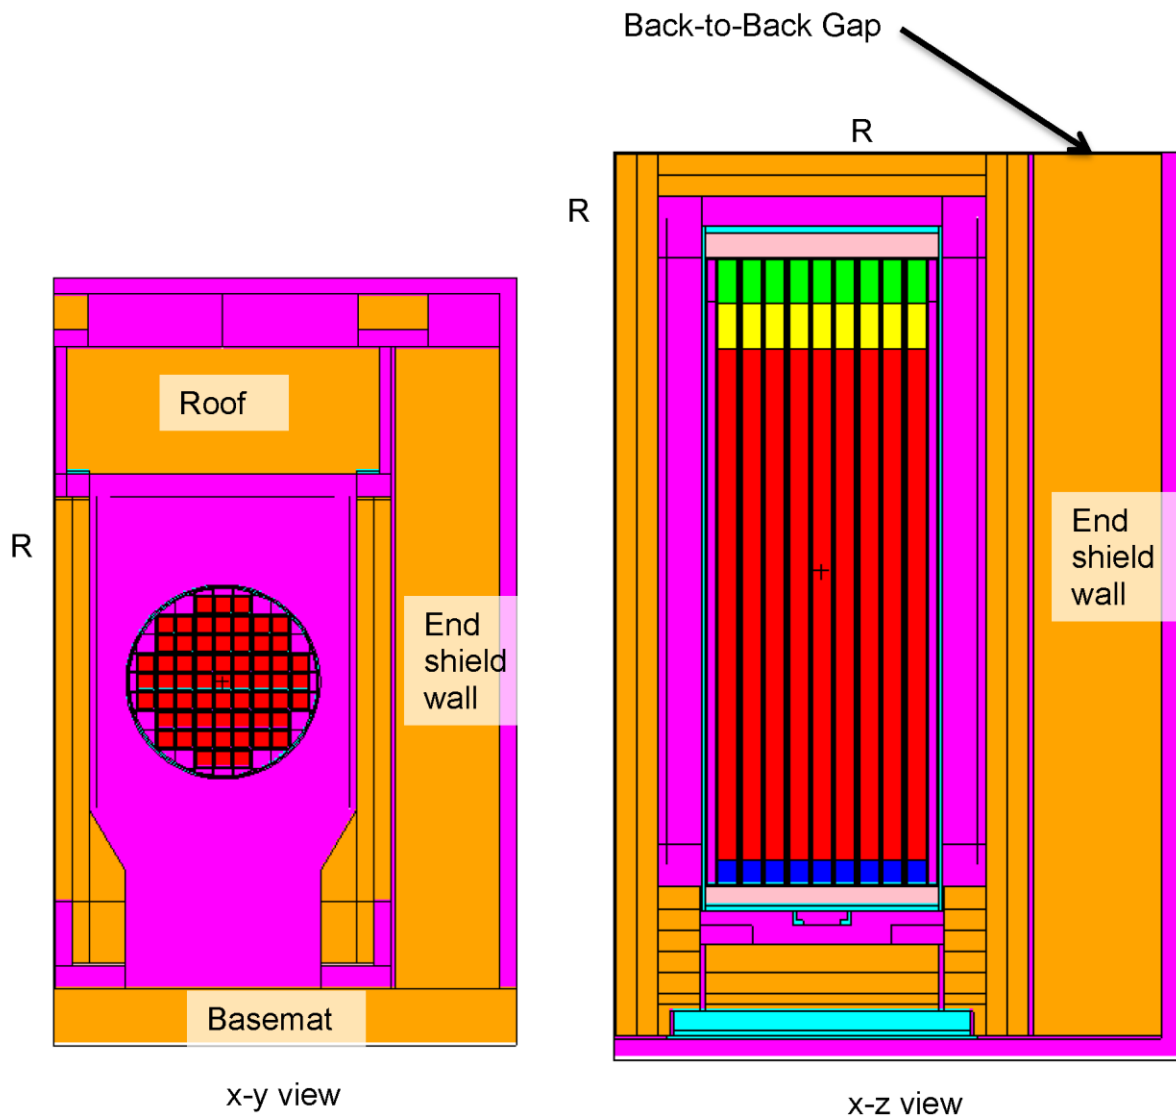 Back-to-Back Gap
R
R
Roof
R
End
shield
wall
End
shield
wall
Basemat
x-y view
x-z view